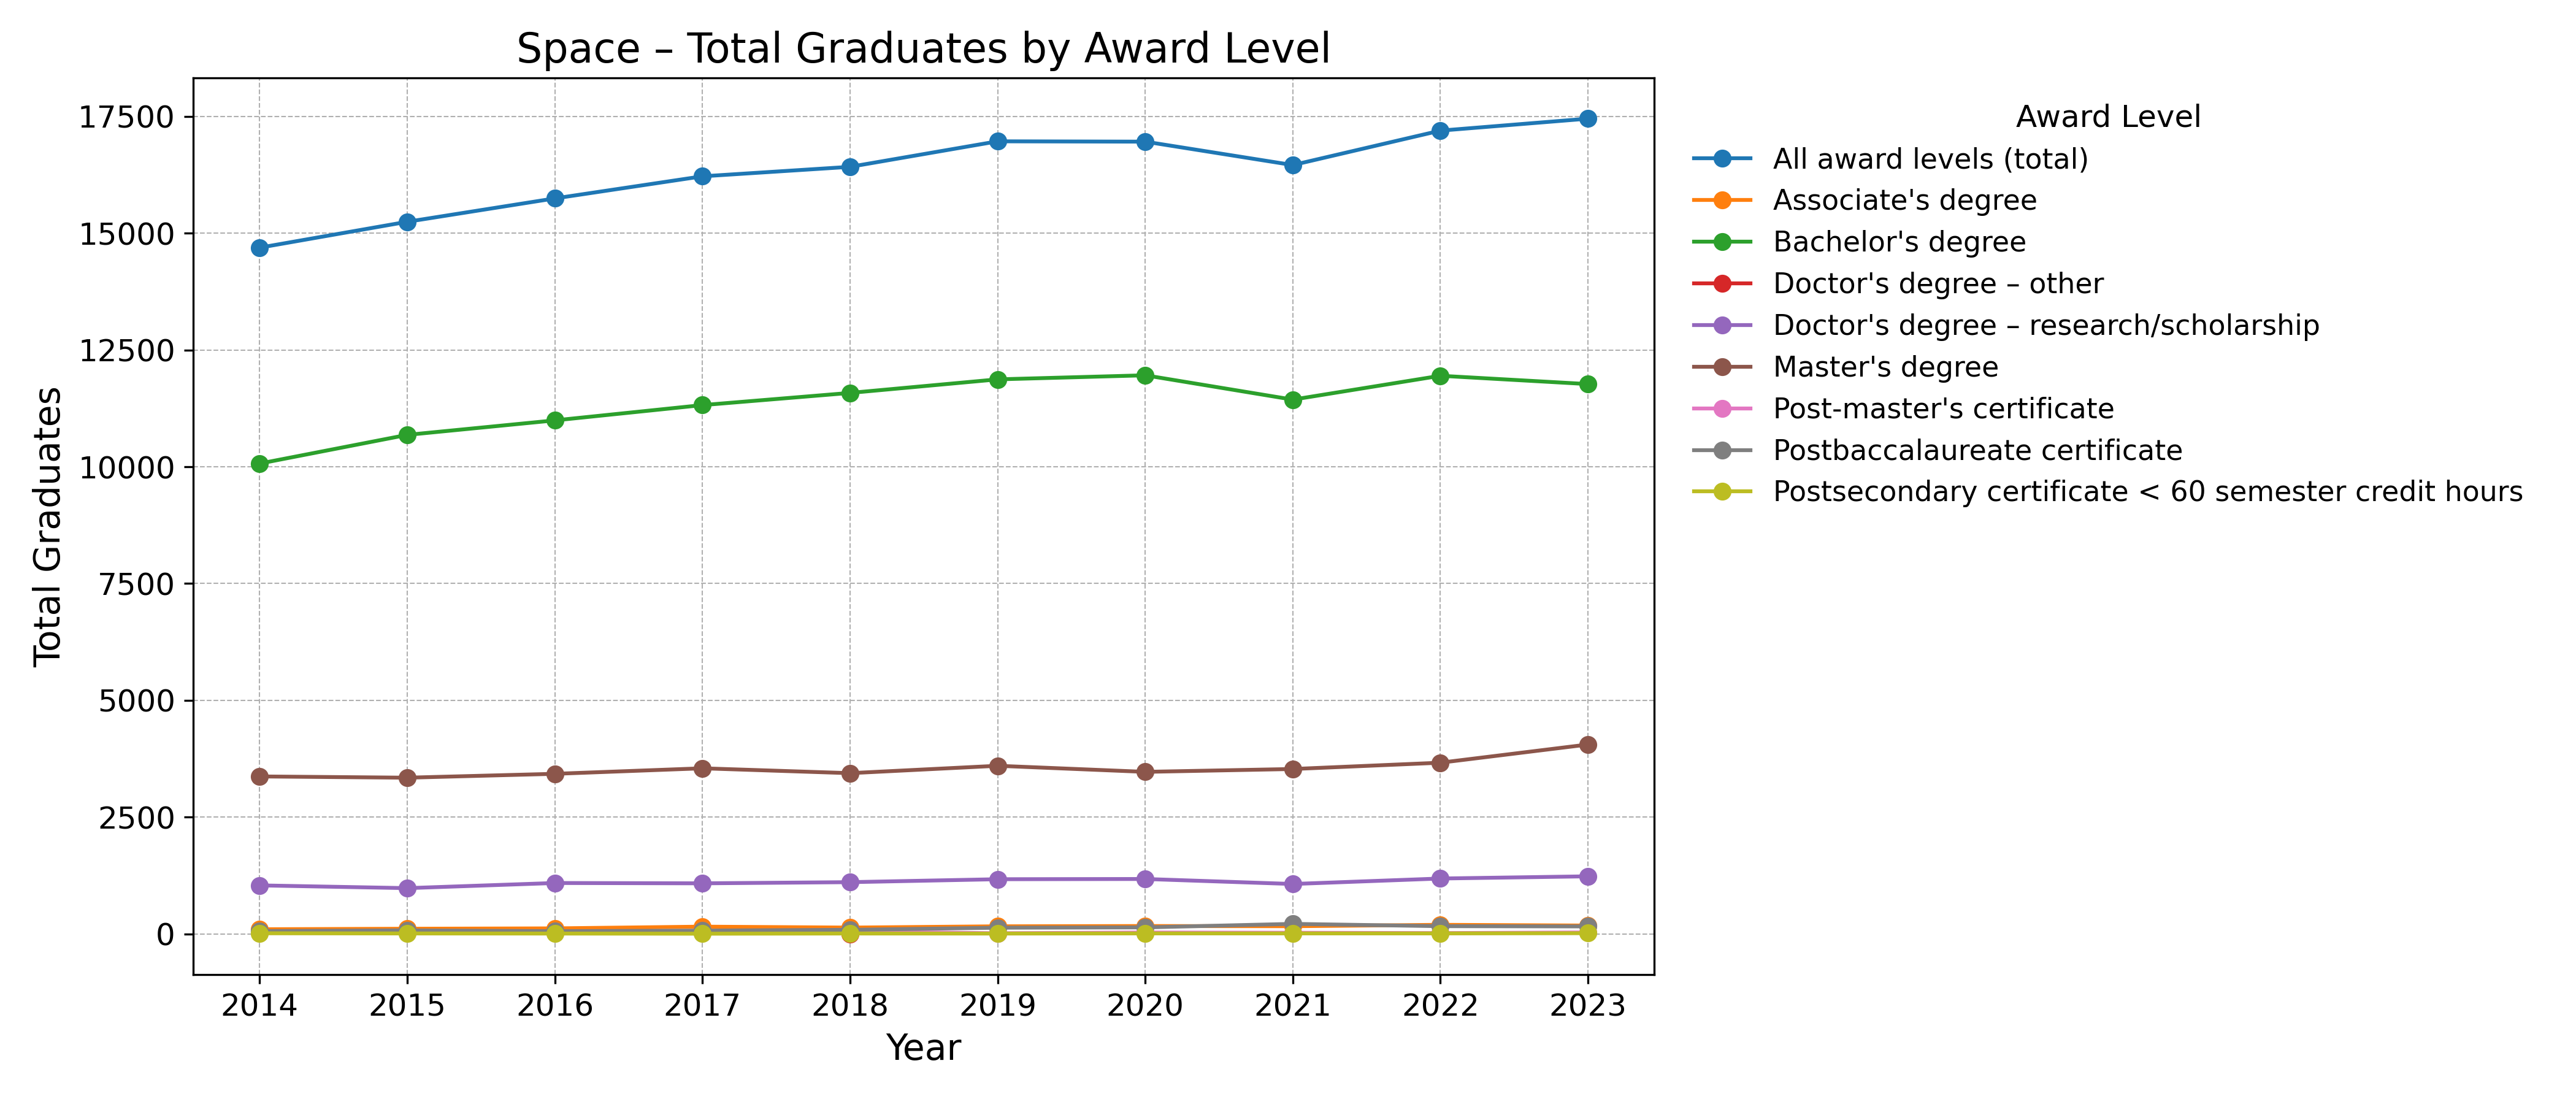 Space – Total Graduates by Award Level
Total Graduates
17500
15000
12500
10000
7500
5000
2500
0
2014 2015 2016 2017 2018 2019 2020 2021 2022 2023
Year
Award Level
All award levels (total)
Associate's degree
Bachelor's degree
Doctor's degree – other
Doctor's degree – research/scholarship
Master's degree
Post-master's certificate
Postbaccalaureate certificate
Postsecondary certificate < 60 semester credit hours